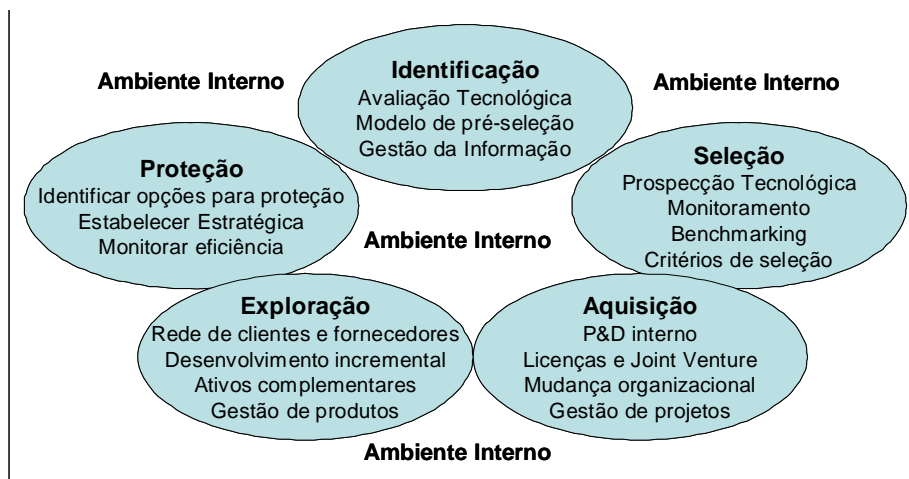 Ambiente Interno
Identificação
Avaliação Tecnológica
Modelo de pré-seleção
Gestão da Informação
Ambiente Interno
Proteção
Identificar opções para proteção
Estabelecer Estratégica
Monitorar eficiência
Ambiente Interno
Seleção
Prospecção Tecnológica
Monitoramento
Benchmarking
Critérios de seleção
Exploração
Rede de clientes e fornecedores
Desenvolvimento incremental
Ativos complementares
Gestão de produtos
Aquisição
P&D interno
Licenças e Joint Venture
Mudança organizacional
Gestão de projetos
Ambiente Interno